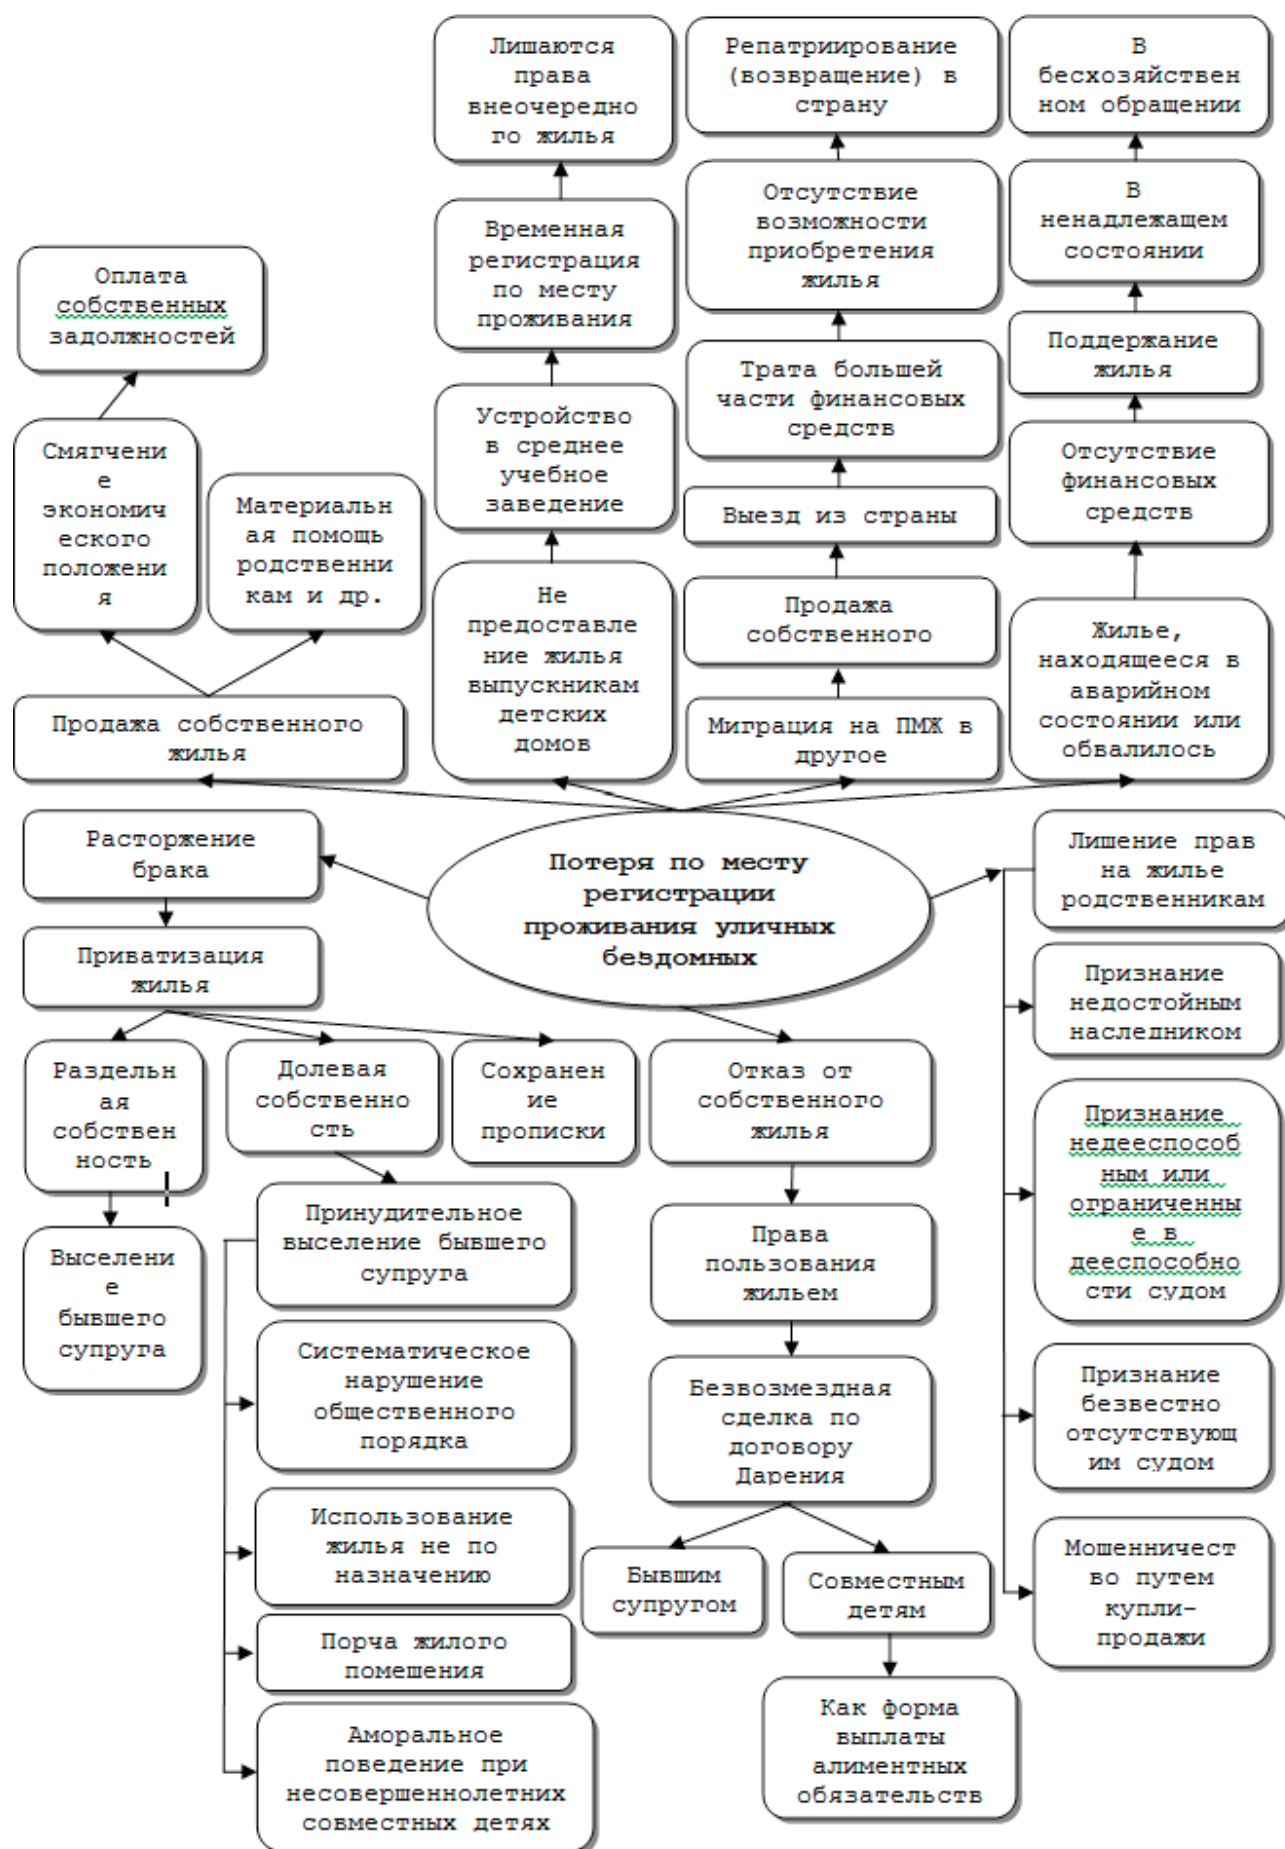 Лишаются
права
внеочередно
го жилья
Репатриирование
(возвращение) в
страну
В
бесхозяйствен
ном обращении
Временная
регистрация
по месту
проживания
Отсутствие
возможности
приобретения
жилья
В
ненадлежащем
состоянии
Оплата
собственных
задолжностей
Устройство
в среднее
учебное
заведение
Трата большей
части финансовых
средств
Поддержание
жилья
Смягчени
е
экономич
еского
положени
я
Материальн
ая помощь
родственни
кам и др.
Выезд из страны
Отсутствие
финансовых
средств
Не
предоставле
ние жилья
выпускникам
детских
домов
Продажа
собственного
Жилье,
находящееся в
аварийном
состоянии или
обвалилось
Продажа собственного
жилья
Миграция на ПМЖ в
другое
Расторжение
брака
Потеря по месту
регистрации
проживания уличных
бездомных
Лишение прав
на жилье
родственникам
Приватизация
жилья
Признание
недостойным
наследником
Раздельн
ая
собствен
ность
Долевая
собственно
сть
Сохранен
ие
прописки
Отказ от
собственного
жилья
Признание
недееспособ
ным или
ограниченны
е в
дееспособно
сти судом
Выселени
е
бывшего
супруга
Принудительное
выселение бывшего
супруга
Права
пользования
жильем
Систематическое
нарушение
общественного
порядка
Безвозмездная
сделка по
договору
Дарения
Признание
безвестно
отсутствующ
им судом
Использование
жилья не по
назначению
Бывшим
супругом
Совместным
детям
Мошенничест
во путем
купли-
продажи
Порча жилого
помешения
Как форма
выплаты
алиментных
обязательств
Аморальное
поведение при
несовершеннолетних
совместных детях